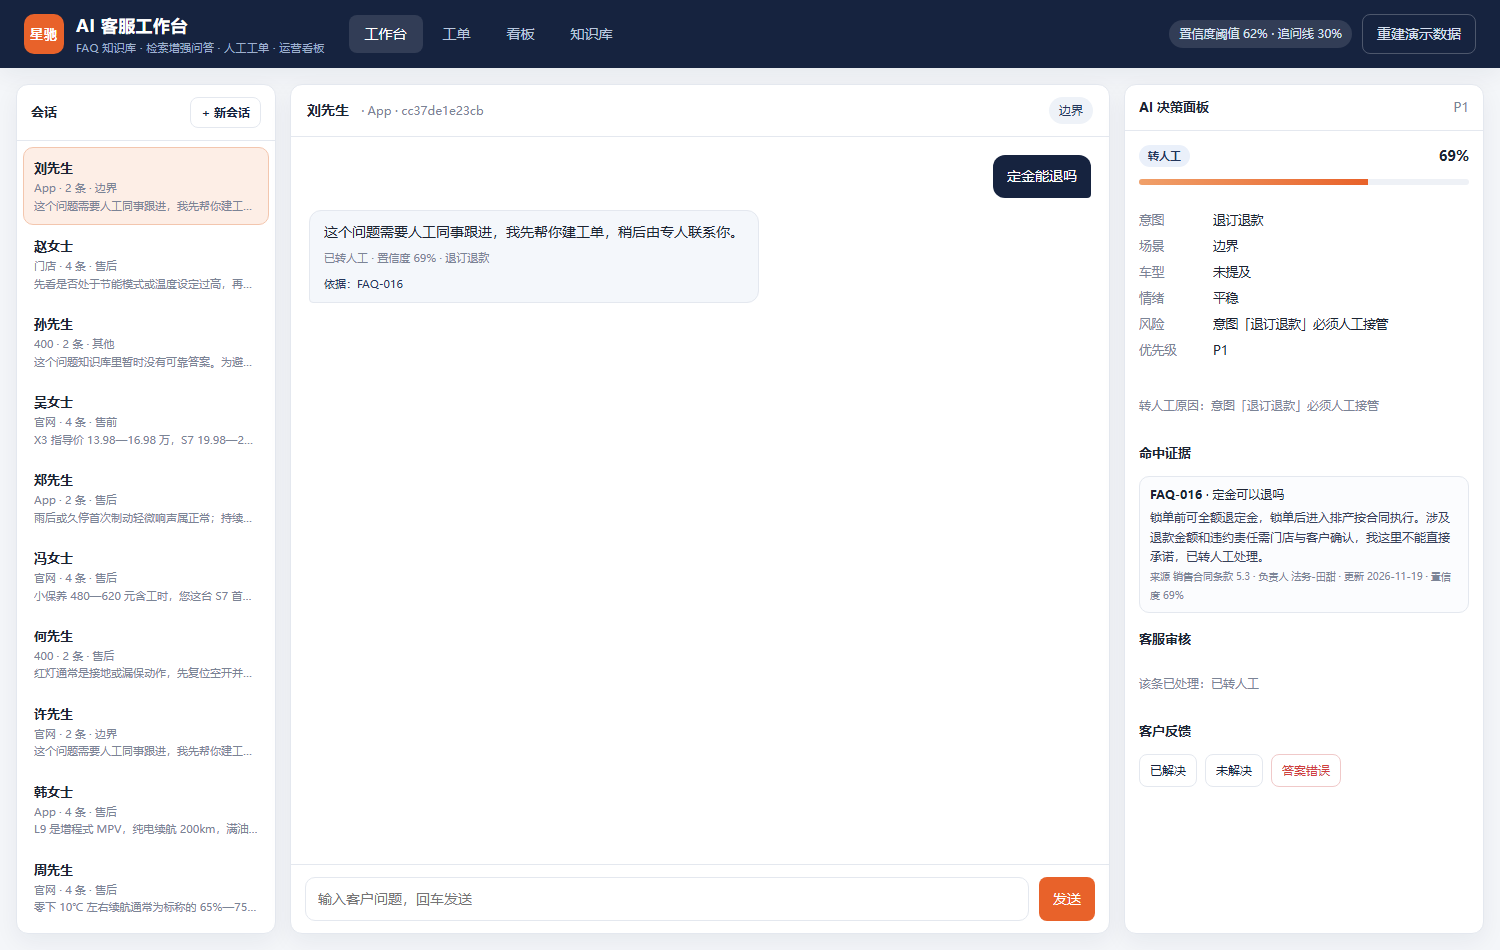 星驰
AI 客服工作台
FAQ 知识库 · 检索增强问答 · 人工工单 · 运营看板
工作台
工单
看板
知识库
置信度阈值 62% · 追问线 30%
重建演示数据
会话
+ 新会话
刘先生
App · 2 条 · 边界
这个问题需要人工同事跟进，我先帮你建工...
赵女士
门店 · 4 条 · 售后
先看是否处于节能模式或温度设定过高，再...
孙先生
400 · 2 条 · 其他
这个问题知识库里暂时没有可靠答案。为避...
吴女士
官网 · 4 条 · 售前
X3 指导价 13.98—16.98 万，S7 19.98—2...
郑先生
App · 2 条 · 售后
雨后或久停首次制动轻微响声属正常；持续...
冯女士
官网 · 4 条 · 售后
小保养 480—620 元含工时，您这台 S7 首...
何先生
400 · 2 条 · 售后
红灯通常是接地或漏保动作，先复位空开并...
许先生
官网 · 2 条 · 边界
这个问题需要人工同事跟进，我先帮你建工...
韩女士
App · 4 条 · 售后
L9 是增程式 MPV，纯电续航 200km，满油...
周先生
官网 · 4 条 · 售后
零下 10℃ 左右续航通常为标称的 65%—75...
刘先生 · App · cc37de1e23cb
边界
定金能退吗
这个问题需要人工同事跟进，我先帮你建工单，稍后由专人联系你。
已转人工 · 置信度 69% · 退订退款
依据：FAQ-016
输入客户问题，回车发送
发送
AI 决策面板
P1
转人工
69%
意图 退订退款
场景 边界
车型 未提及
情绪 平稳
风险 意图「退订退款」必须人工接管
优先级 P1
转人工原因：意图「退订退款」必须人工接管
命中证据
FAQ-016 · 定金可以退吗
锁单前可全额退定金，锁单后进入排产按合同执行。涉及
退款金额和违约责任需门店与客户确认，我这里不能直接
承诺，已转人工处理。
来源 销售合同条款 5.3 · 负责人 法务-田甜 · 更新 2026-11-19 · 置信
度 69%
客服审核
该条已处理：已转人工
客户反馈
已解决
未解决
答案错误